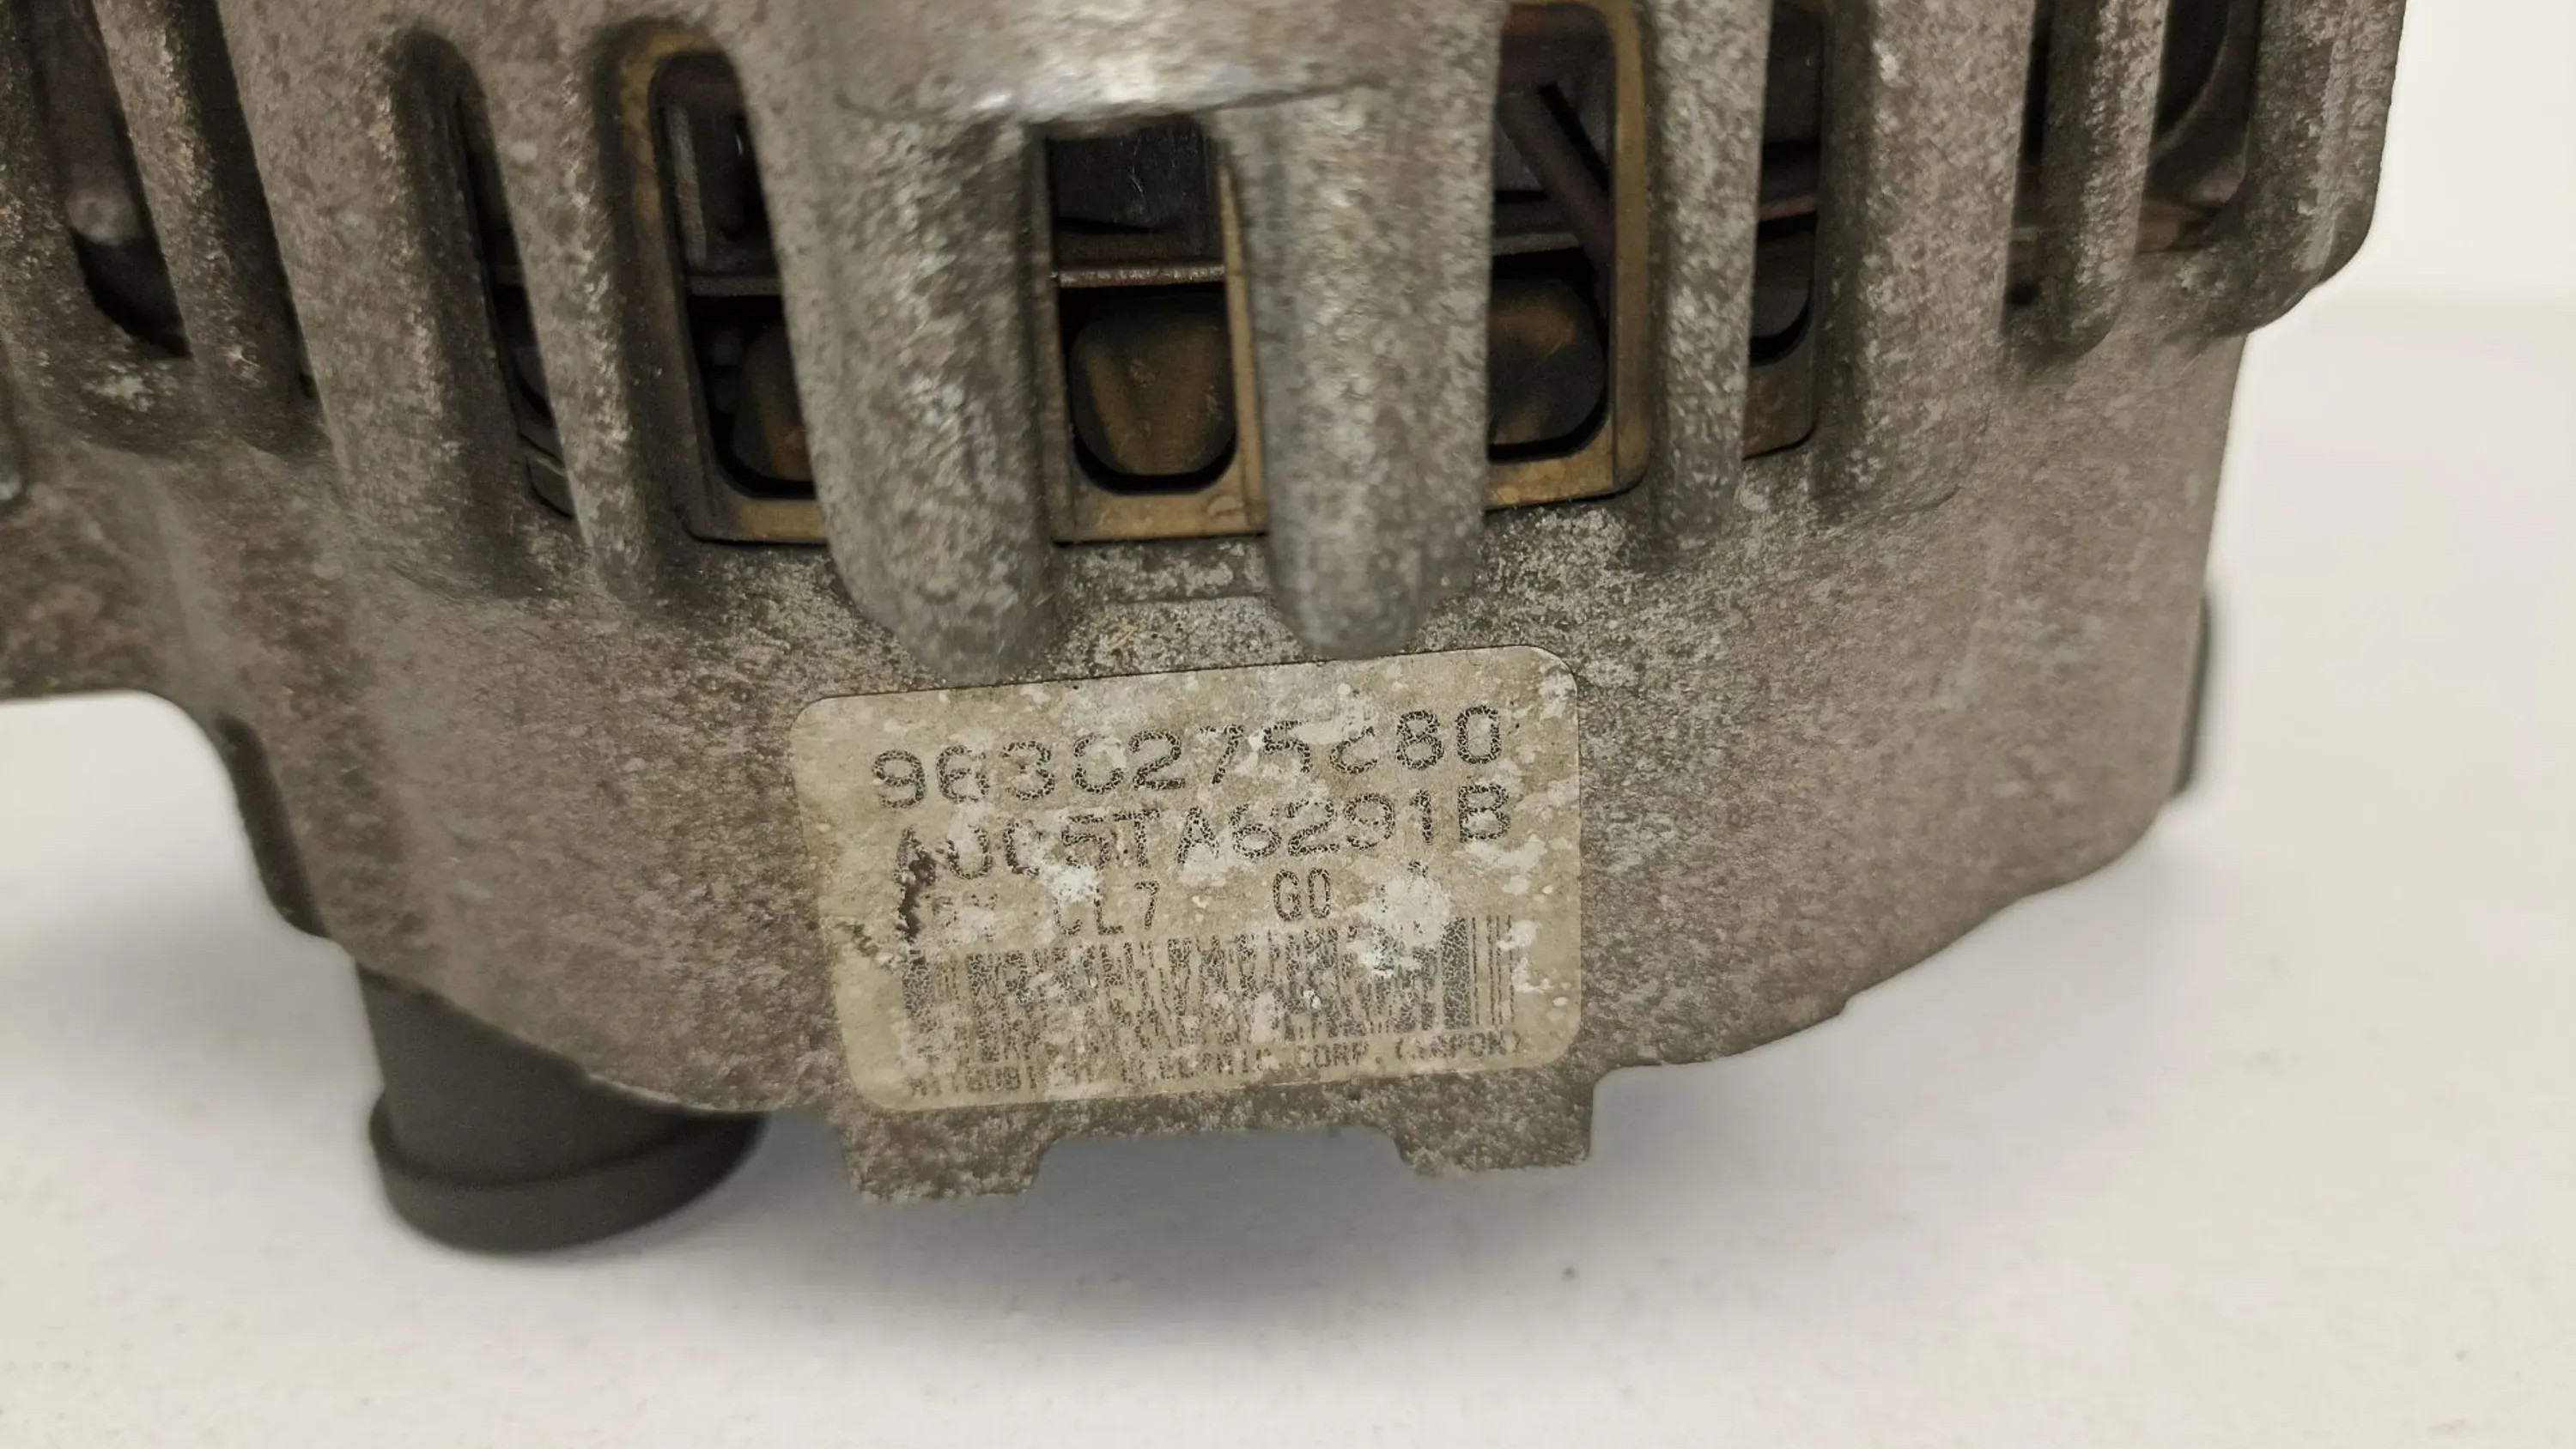 9630275280
A005TA6291B
CL7 G0
MITSUBISHI ELECTRIC CORP. (JAPAN)